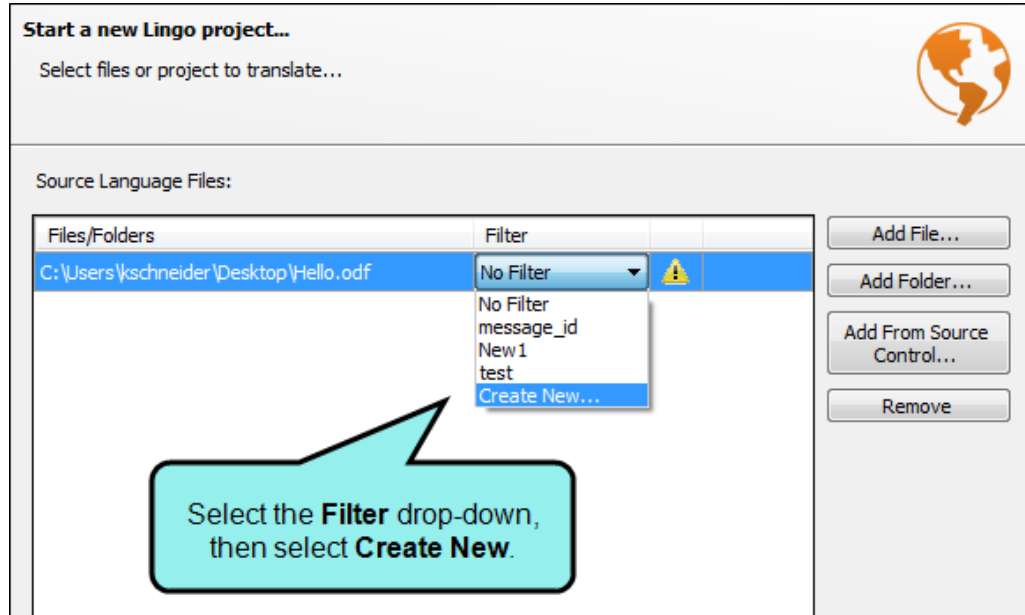 Start a new Lingo project...
Select files or project to translate...
Source Language Files:
Files/Folders Filter
C:\Users\kschneider\Desktop\Hello.odf No Filter
No Filter
message_id
New1
test
Create New...
Add File...
Add Folder...
Add From Source
Control...
Remove
Select the Filter drop-down,
then select Create New.